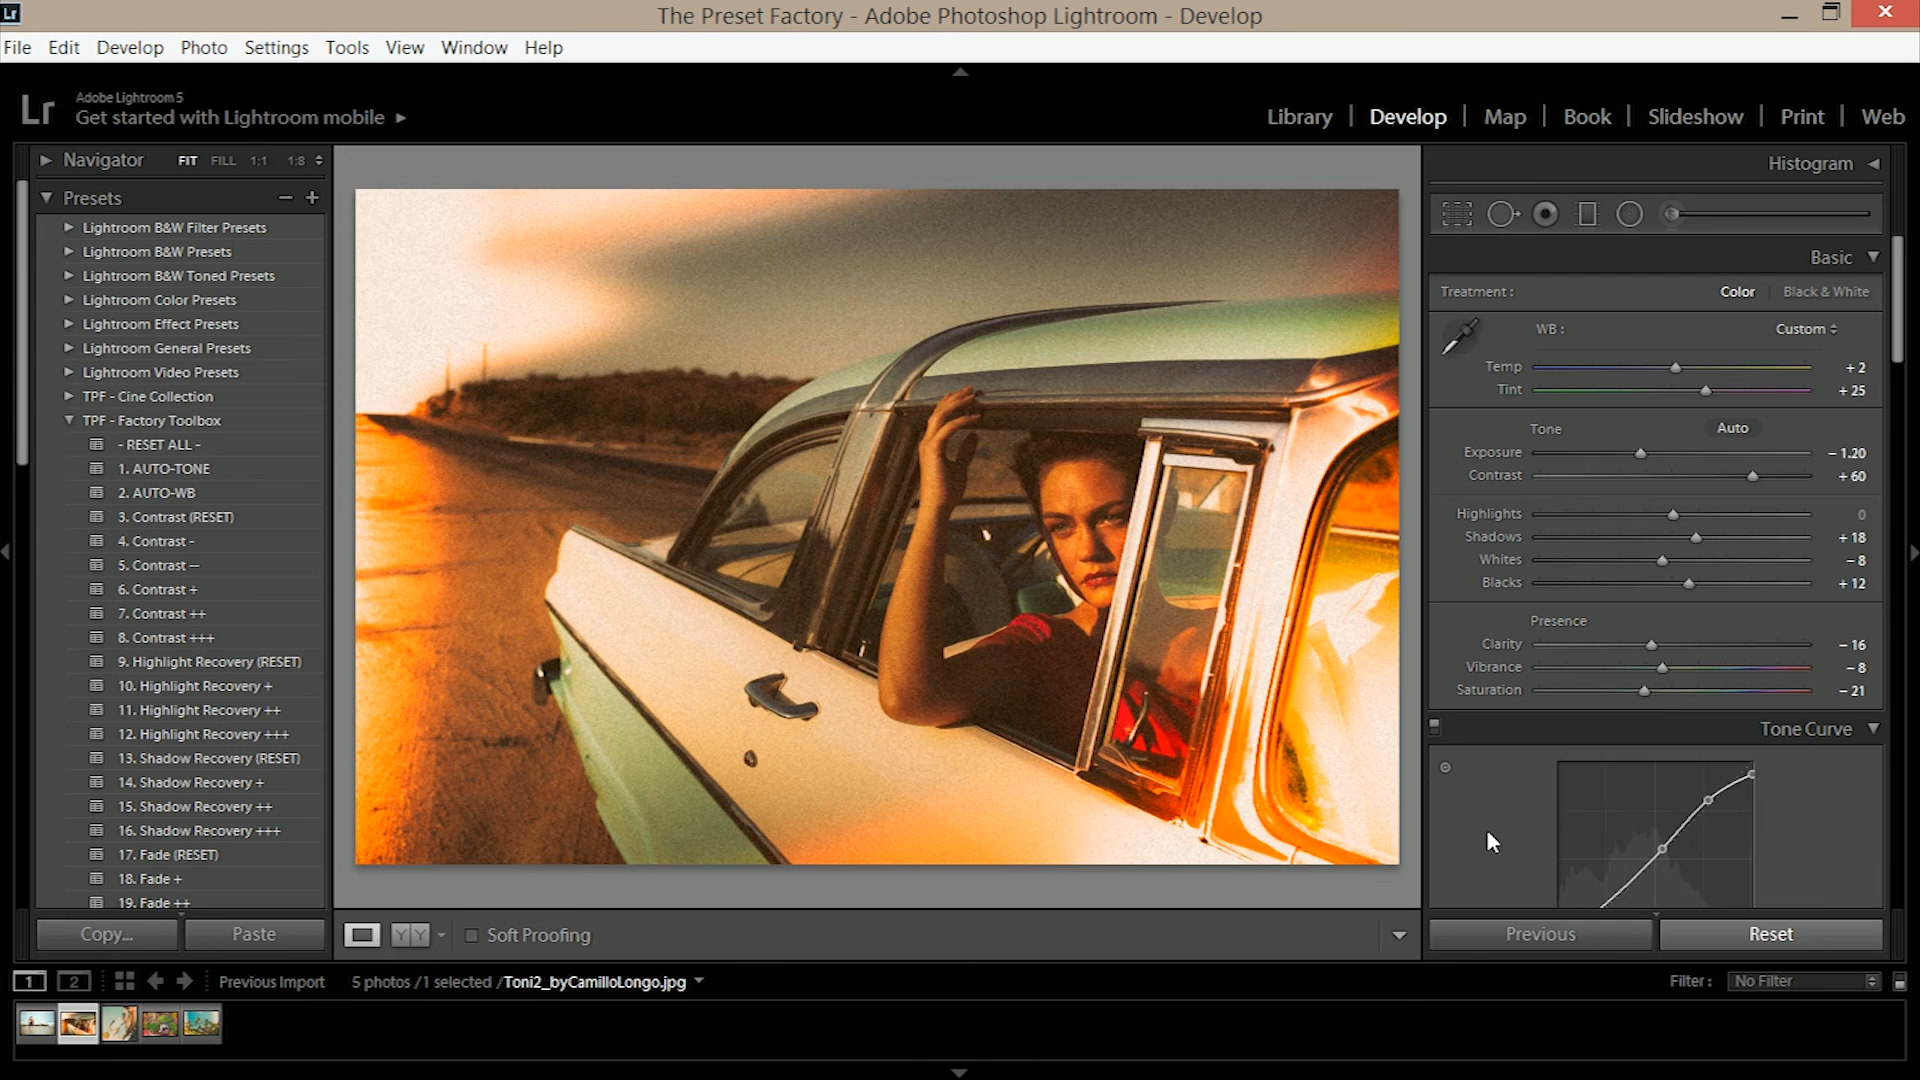 Lr
The Preset Factory - Adobe Photoshop Lightroom - Develop
File Edit Develop Photo Settings Tools View Window Help
Lr
Adobe Lightroom 5
Get started with Lightroom mobile
Library | Develop | Map | Book | Slideshow | Print | Web
Navigator FIT FILL 1:1 1:8
Presets
Lightroom B&W Filter Presets
Lightroom B&W Presets
Lightroom B&W Toned Presets
Lightroom Color Presets
Lightroom Effect Presets
Lightroom General Presets
Lightroom Video Presets
TPF - Cine Collection
TPF - Factory Toolbox
- RESET ALL -
1. AUTO-TONE
2. AUTO-WB
3. Contrast (RESET)
4. Contrast -
5. Contrast --
6. Contrast +
7. Contrast ++
8. Contrast +++
9. Highlight Recovery (RESET)
10. Highlight Recovery +
11. Highlight Recovery ++
12. Highlight Recovery +++
13. Shadow Recovery (RESET)
14. Shadow Recovery +
15. Shadow Recovery ++
16. Shadow Recovery +++
17. Fade (RESET)
18. Fade +
19. Fade ++
Copy... Paste
Soft Proofing
Histogram
Basic
Treatment : Color | Black & White
WB : Custom
Temp + 2
Tint + 25
Tone Auto
Exposure - 1.20
Contrast + 60
Highlights 0
Shadows + 18
Whites - 8
Blacks + 12
Presence
Clarity - 16
Vibrance - 8
Saturation - 21
Tone Curve
Previous Reset
1 2 Previous Import 5 photos / 1 selected / Toni2_byCamilloLongo.jpg
Filter : No Filter